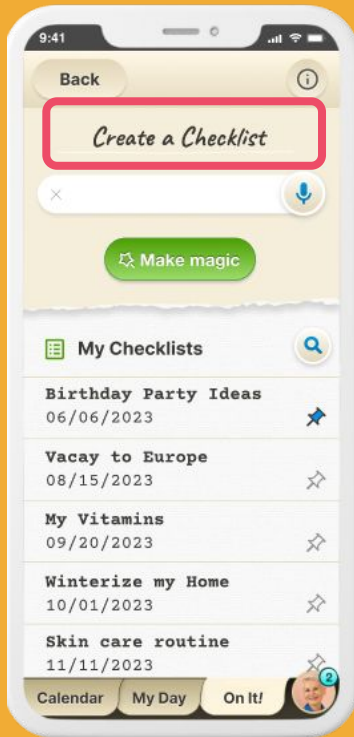 9:41
Back
Create a Checklist
Make magic
My Checklists
Birthday Party Ideas
06/06/2023
Vacay to Europe
08/15/2023
My Vitamins
09/20/2023
Winterize my Home
10/01/2023
Skin care routine
11/11/2023
Calendar My Day On It! 2